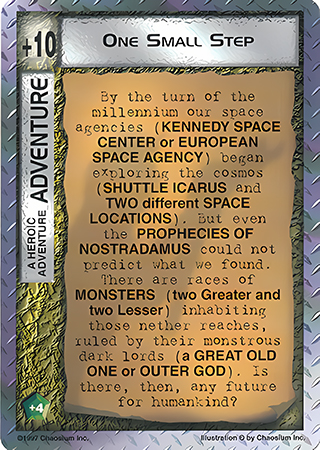 +10
ONE SMALL STEP
A HEROIC
ADVENTURE
ADVENTURE
By the turn of the
millennium our space
agencies (KENNEDY SPACE
CENTER or EUROPEAN
SPACE AGENCY) began
exploring the cosmos
(SHUTTLE ICARUS and
TWO different SPACE
LOCATIONS). But even
the PROPHECIES OF
NOSTRADAMUS could not
predict what we found.
There are races of
MONSTERS (two Greater and
two Lesser) inhabiting
those nether reaches,
ruled by their monstrous
dark lords (a GREAT OLD
ONE or OUTER GOD). Is
there, then, any future
for humankind?
+4
©1997 Chaosium Inc.
Illustration © by Chaosium Inc.